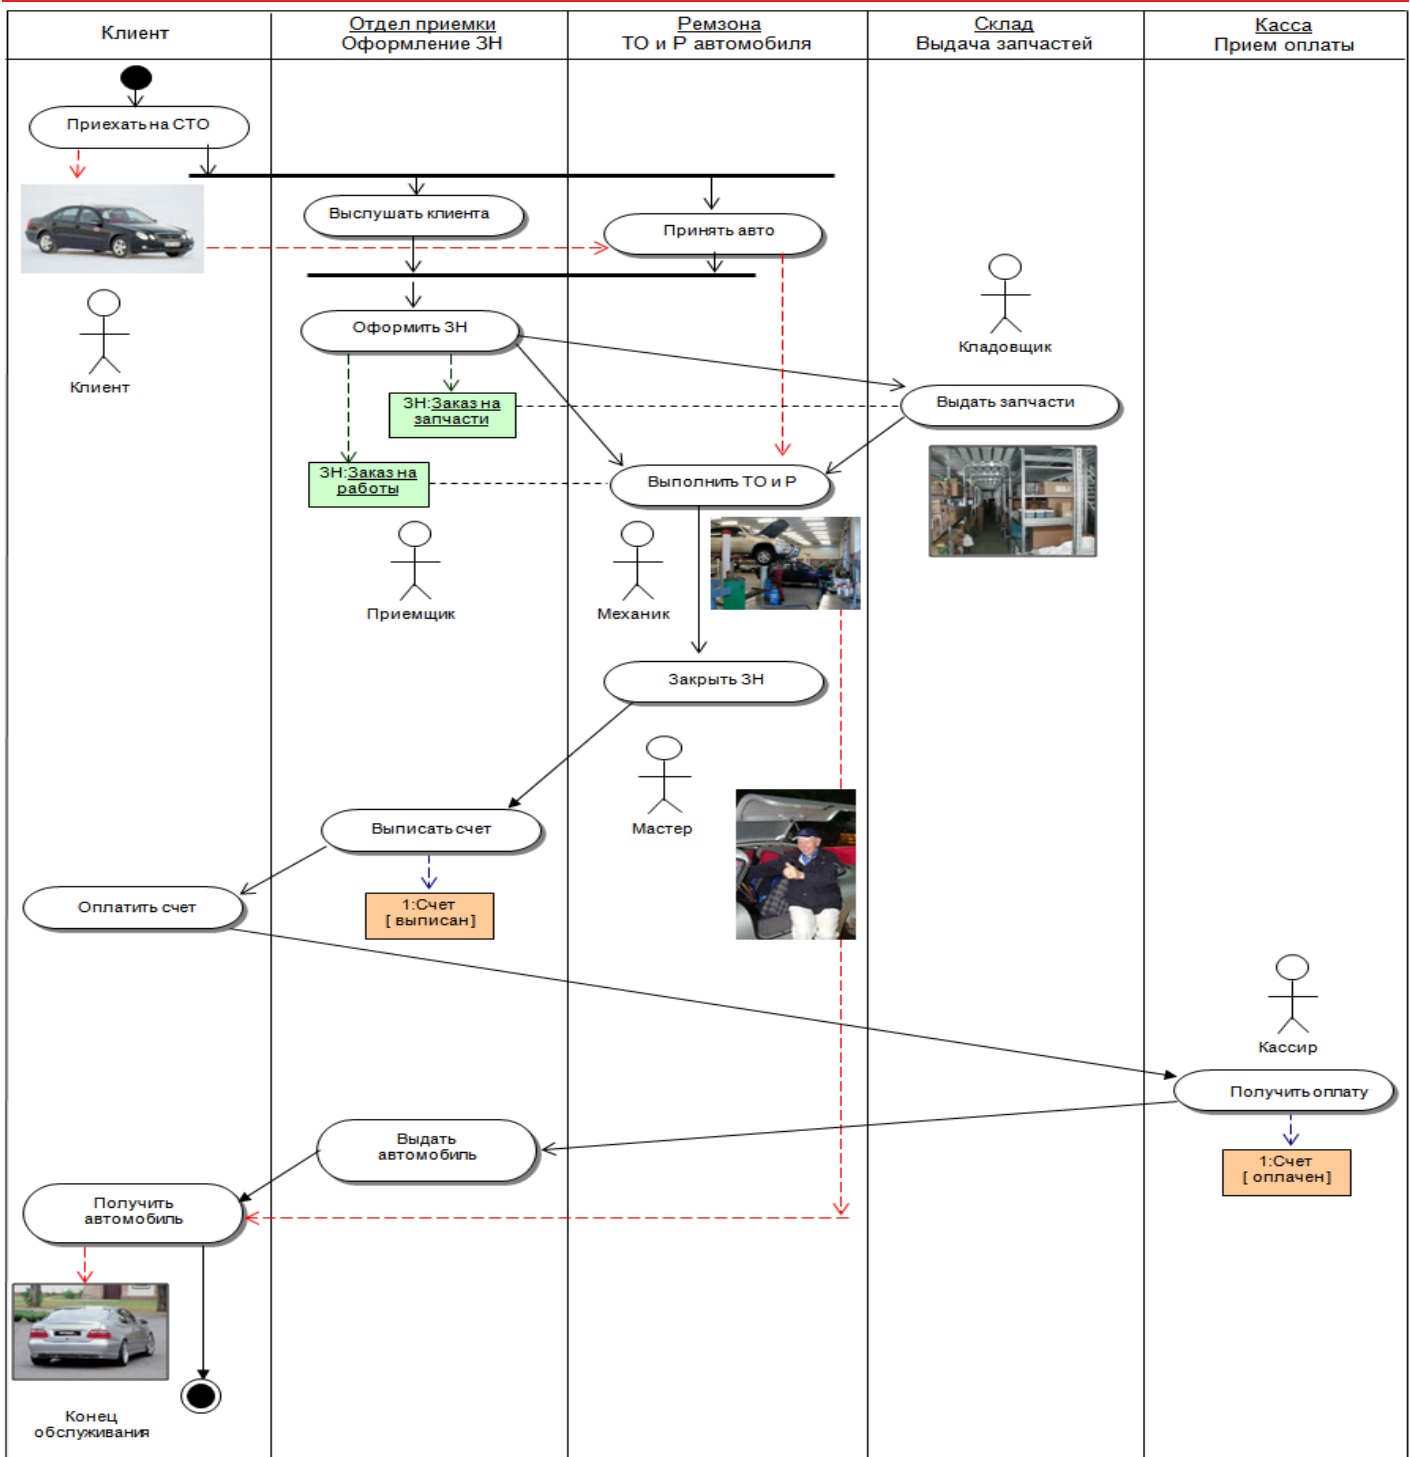 Клиент
Отдел приемки
Оформление ЗН
Ремзона
ТО и Р автомобиля
Склад
Выдача запчастей
Касса
Прием оплаты
Приехать на СТО
Выслушать клиента
Принять авто
Клиент
Оформить ЗН
Кладовщик
ЗН:Заказ на
запчасти
Выдать запчасти
ЗН:Заказ на
работы
Выполнить ТО и Р
Приемщик
Механик
Закрыть ЗН
Мастер
Выписать счет
Оплатить счет
1:Счет
[ выписан]
Кассир
Получить оплату
Выдать
автомобиль
1:Счет
[ оплачен]
Получить
автомобиль
Конец
обслуживания